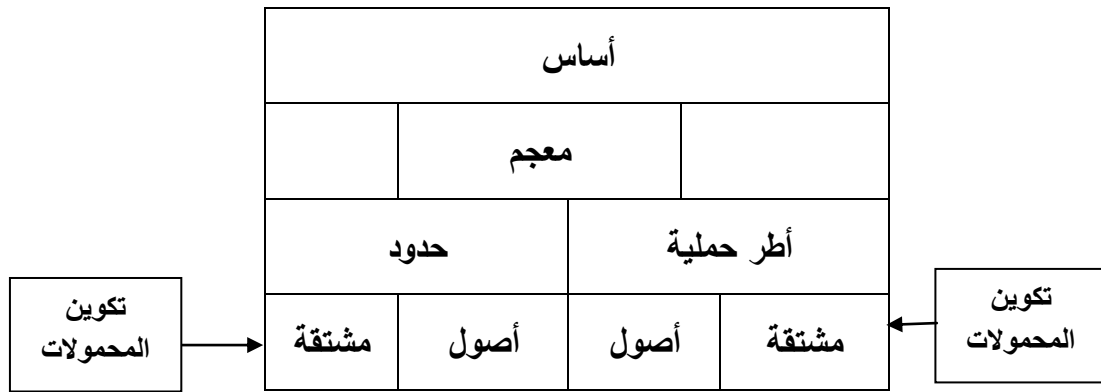 أساس
معجم
أطر حملية
حدود
مشتقة
أصول
أصول
مشتقة
تكوين
المحمولات
تكوين
المحمولات